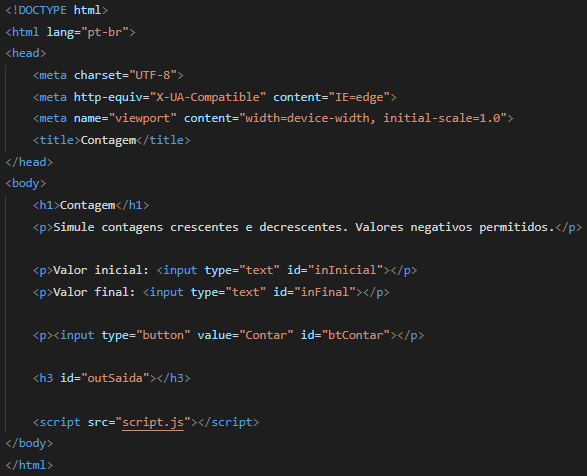 <!DOCTYPE html>
<html lang="pt-br">
<head>
    <meta charset="UTF-8">
    <meta http-equiv="X-UA-Compatible" content="IE=edge">
    <meta name="viewport" content="width=device-width, initial-scale=1.0">
    <title>Contagem</title>
</head>
<body>
    <h1>Contagem</h1>
    <p>Simule contagens crescentes e decrescentes. Valores negativos permitidos.</p>

    <p>Valor inicial: <input type="text" id="inInicial"></p>
    <p>Valor final: <input type="text" id="inFinal"></p>

    <p><input type="button" value="Contar" id="btContar"></p>

    <h3 id="outSaida"></h3>

    <script src="script.js"></script>
</body>
</html>